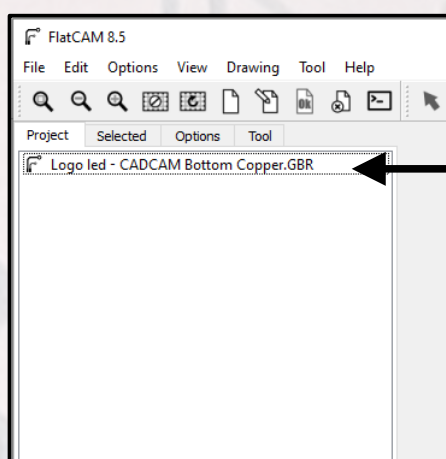 FlatCAM 8.5
File Edit Options View Drawing Tool Help
Ok
Project Selected Options Tool
Logo led - CADCAM Bottom Copper.GBR